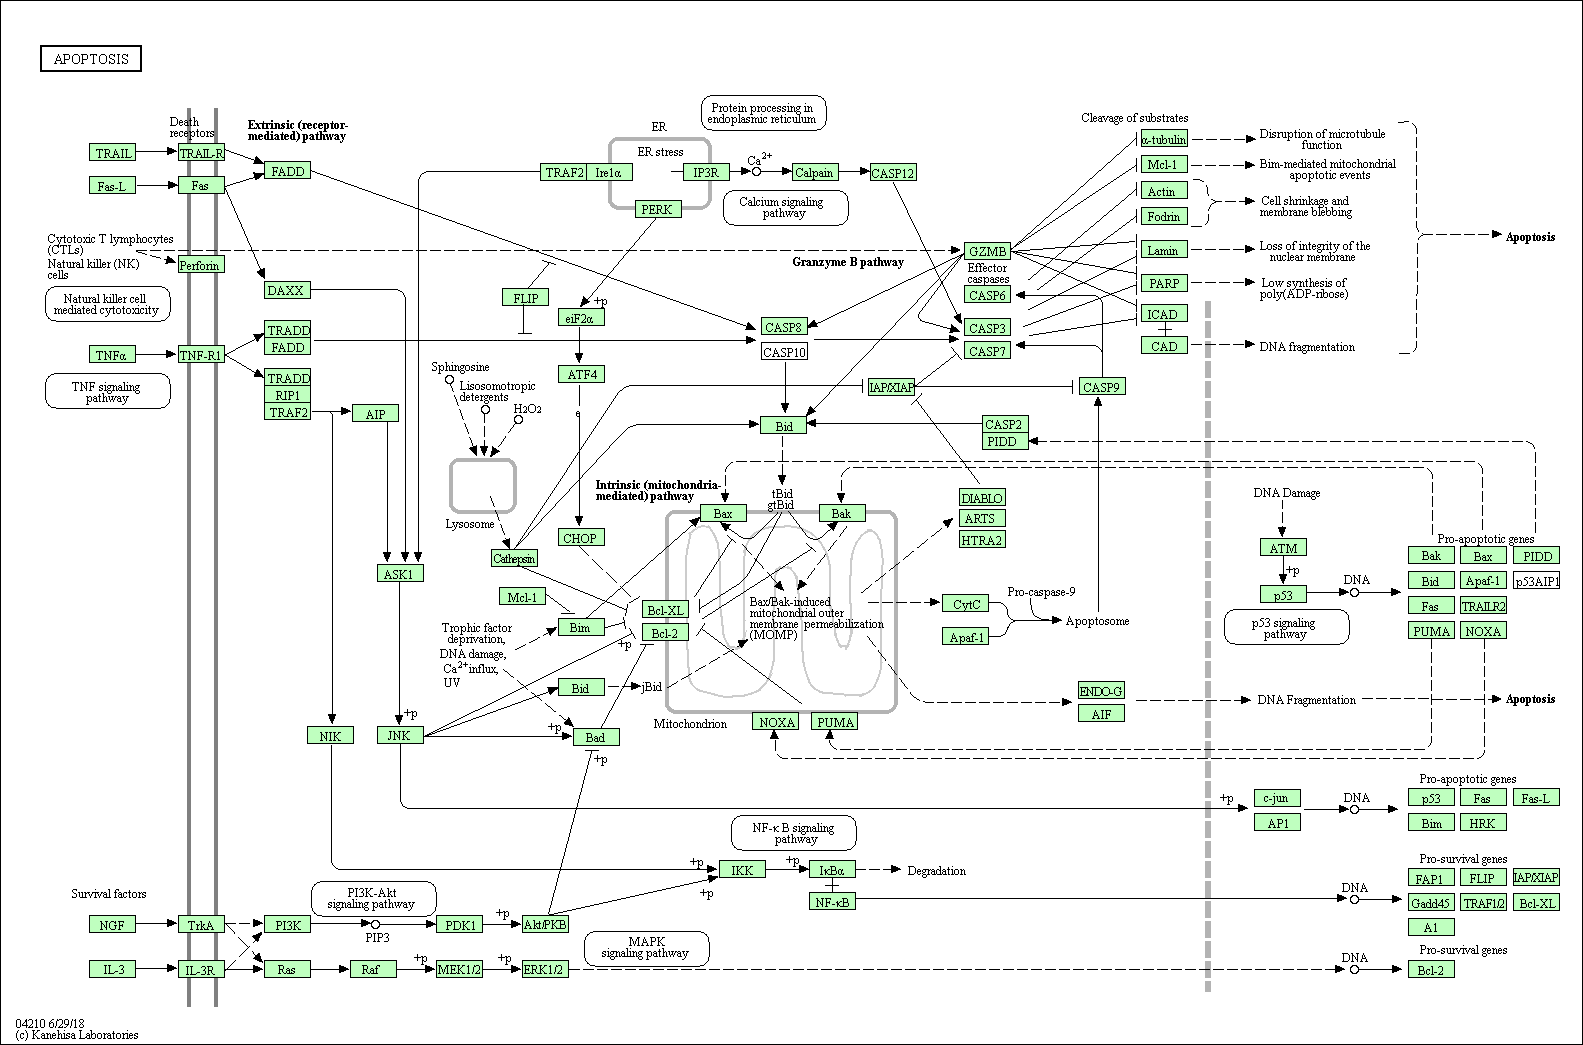 APOPTOSIS
Protein processing in
endoplasmic reticulum
Cleavage of substrates
Death
receptors
Extrinsic (receptor-
mediated) pathway
ER
ER stress
TRAIL
TRAIL-R
FADD
Fas-L
Fas
TRAF2
Ire1α
IP3R
Ca2+
Calpain
CASP12
PERK
Calcium signaling
pathway
α-tubulin
Disruption of microtubule
function
Mcl-1
Bim-mediated mitochondrial
apoptotic events
Actin
Fodrin
Cell shrinkage and
membrane blebbing
Lamin
Loss of integrity of the
nuclear membrane
PARP
Low synthesis of
poly(ADP-ribose)
ICAD
CAD
DNA fragmentation
Apoptosis
Cytotoxic T lymphocytes
(CTLs)
Natural killer (NK)
cells
Perforin
Natural killer cell
mediated cytotoxicity
DAXX
Granzyme B pathway
GZMB
Effector
caspases
CASP6
CASP3
CASP7
FLIP
+p
eiF2α
CASP8
CASP10
TNFα
TNF-R1
TRADD
FADD
TRADD
RIP1
TRAF2
TNF signaling
pathway
AIP
ATF4
e
Sphingosine
Lisosomotropic
detergents
H2O2
IAP/XIAP
CASP9
Bid
CASP2
PIDD
Lysosome
Intrinsic (mitochondria-
mediated) pathway
tBid
gtBid
Bax
Bak
DIABLO
ARTS
HTRA2
CHOP
Cathepsin
ASK1
DNA Damage
ATM
+p
p53
DNA
p53 signaling
pathway
Pro-apoptotic genes
Bak
Bax
PIDD
Bid
Apaf-1
p53AIP1
Fas
TRAILR2
PUMA
NOXA
Mcl-1
Bim
Bcl-XL
Bcl-2
+p
Bax/Bak-induced
mitochondrial outer
membrane permeabilization
(MOMP)
CytC
Apaf-1
Pro-caspase-9
Apoptosome
Trophic factor
deprivation,
DNA damage,
Ca2+ influx,
UV
Bid
jBid
ENDO-G
AIF
DNA Fragmentation
Apoptosis
Mitochondrion
NOXA
PUMA
NIK
+p
JNK
+p
Bad
+p
+p
c-jun
AP1
DNA
Pro-apoptotic genes
p53
Fas
Fas-L
Bim
HRK
NF-κB signaling
pathway
+p
IKK
+p
IκBα
Degradation
NF-κB
+p
DNA
Pro-survival genes
FAP1
FLIP
IAP/XIAP
Gadd45
TRAF1/2
Bcl-XL
A1
Survival factors
PI3K-Akt
signaling pathway
NGF
TrkA
PI3K
PIP3
PDK1
+p
Akt/PKB
MAPK
signaling pathway
IL-3
IL-3R
Ras
Raf
+p
MEK1/2
+p
ERK1/2
DNA
Pro-survival genes
Bcl-2
04210 6/29/18
(c) Kanehisa Laboratories